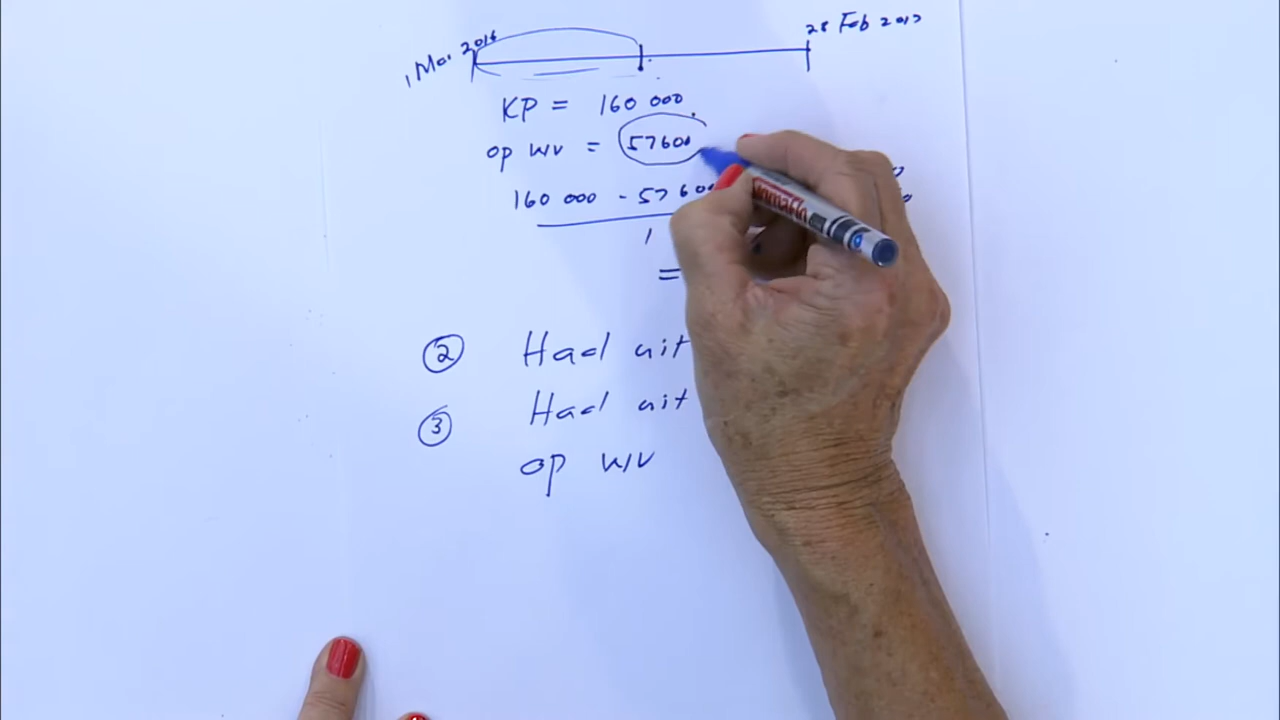 1 Mar 2016
28 Feb 2017
KP = 160 000
op WV = 57600
160 000 - 57 600
1
=
② Had uit
③ Had uit
op WV